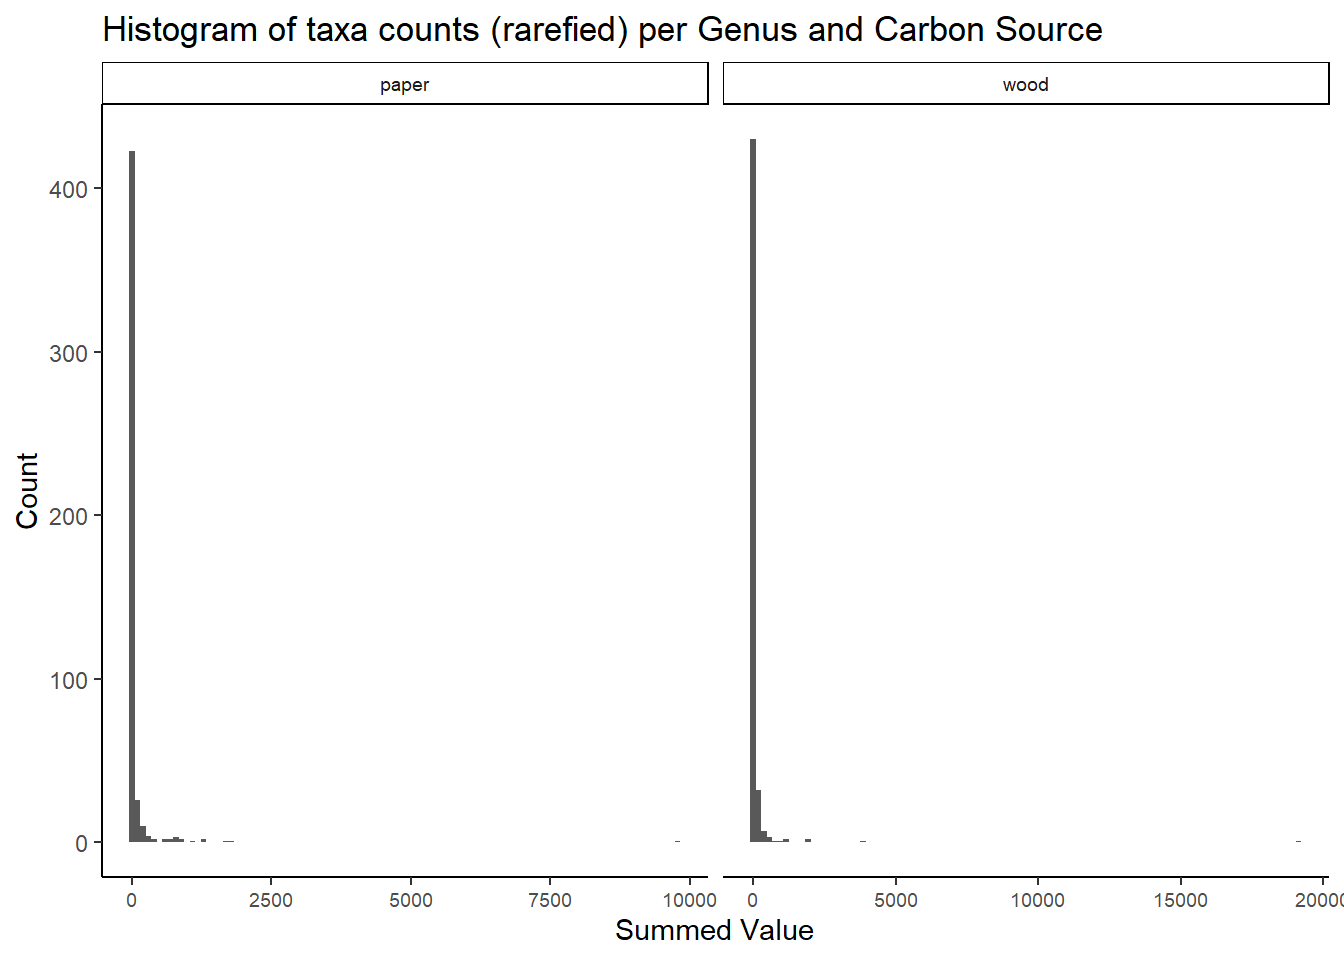 Histogram of taxa counts (rarefied) per Genus and Carbon Source
paper
wood
Count
400
300
200
100
0
0 2500 5000 7500 10000
0 5000 10000 15000 20000
Summed Value